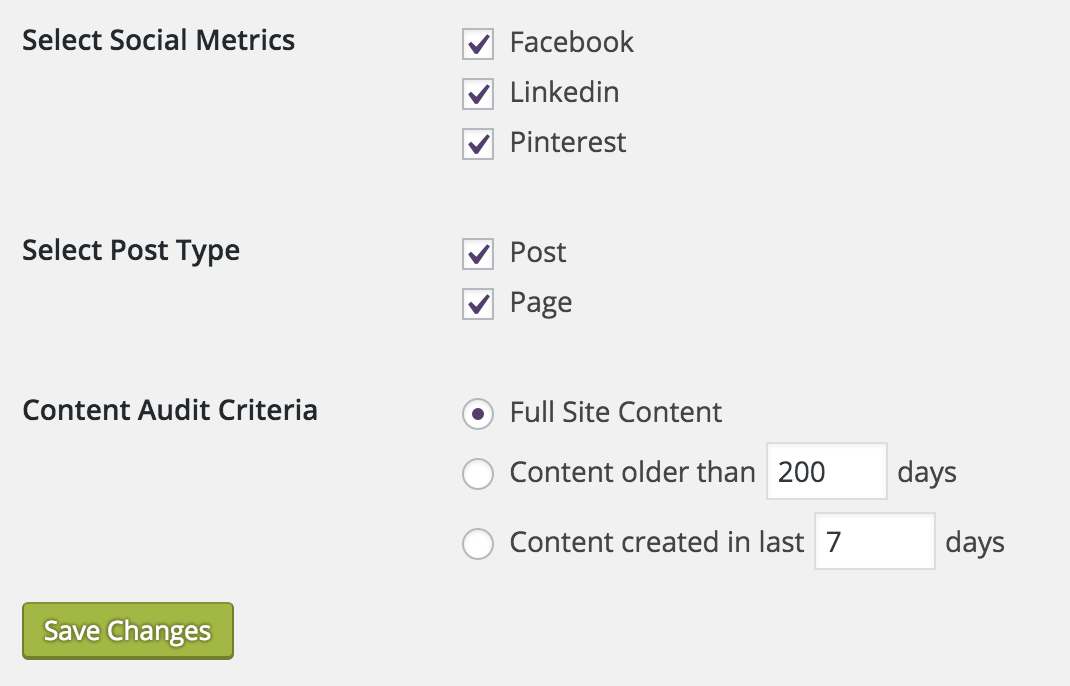 Select Social Metrics
Facebook
Linkedin
Pinterest
Select Post Type
Post
Page
Content Audit Criteria
Full Site Content
Content older than 200 days
Content created in last 7 days
Save Changes